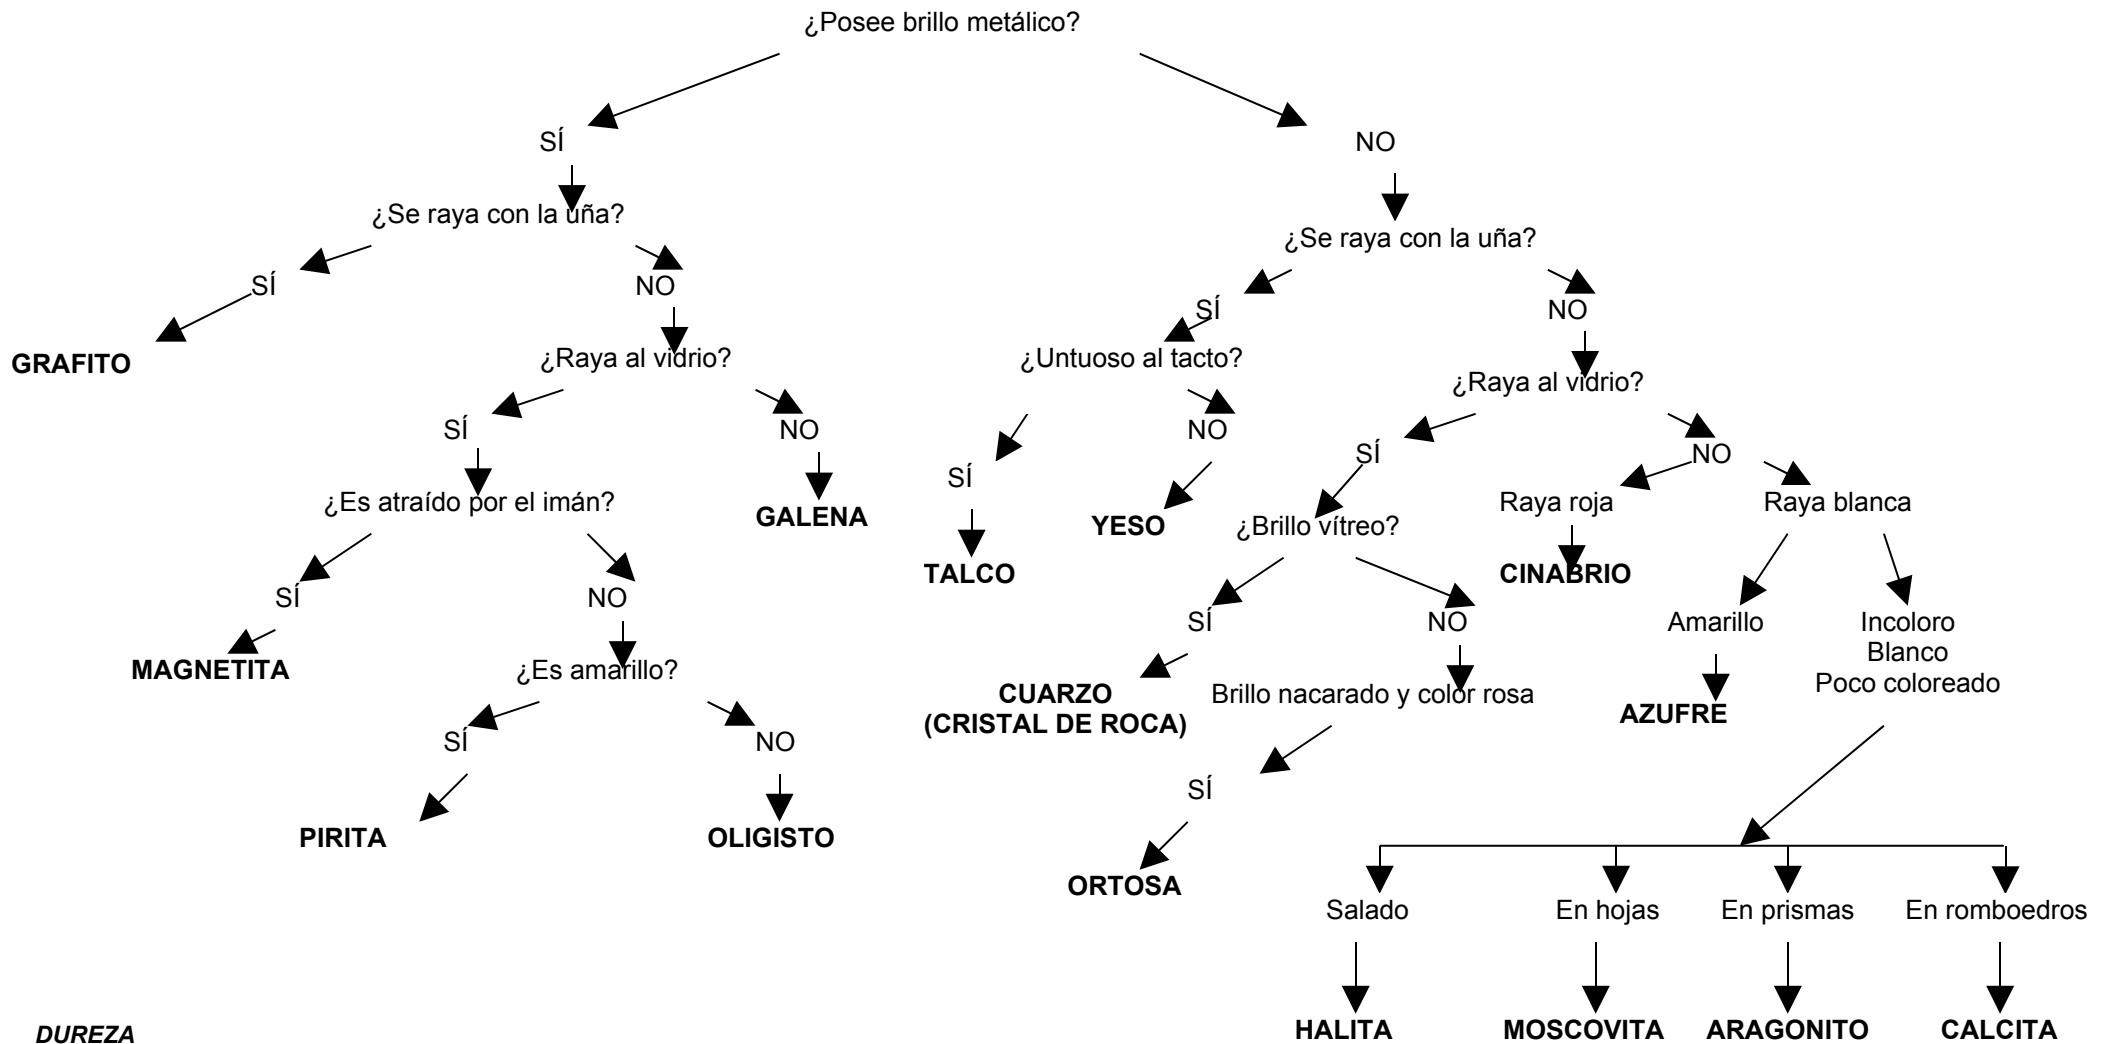 ¿Posee brillo metálico?
SÍ
NO
¿Se raya con la uña?
¿Se raya con la uña?
SÍ
NO
SÍ
NO
GRAFITO
¿Raya al vidrio?
¿Untuoso al tacto?
¿Raya al vidrio?
SÍ
NO
NO
SÍ
NO
SÍ
¿Es atraído por el imán?
GALENA
YESO
¿Brillo vítreo?
Raya roja
Raya blanca
TALCO
CINABRIO
SÍ
NO
SÍ
NO
Amarillo
Incoloro
Blanco
Poco coloreado
MAGNETITA
¿Es amarillo?
CUARZO
(CRISTAL DE ROCA)
Brillo nacarado y color rosa
AZUFRE
SÍ
NO
SÍ
PIRITA
OLIGISTO
ORTOSA
Salado
En hojas
En prismas
En romboedros
HALITA
MOSCOVITA
ARAGONITO
CALCITA
DUREZA